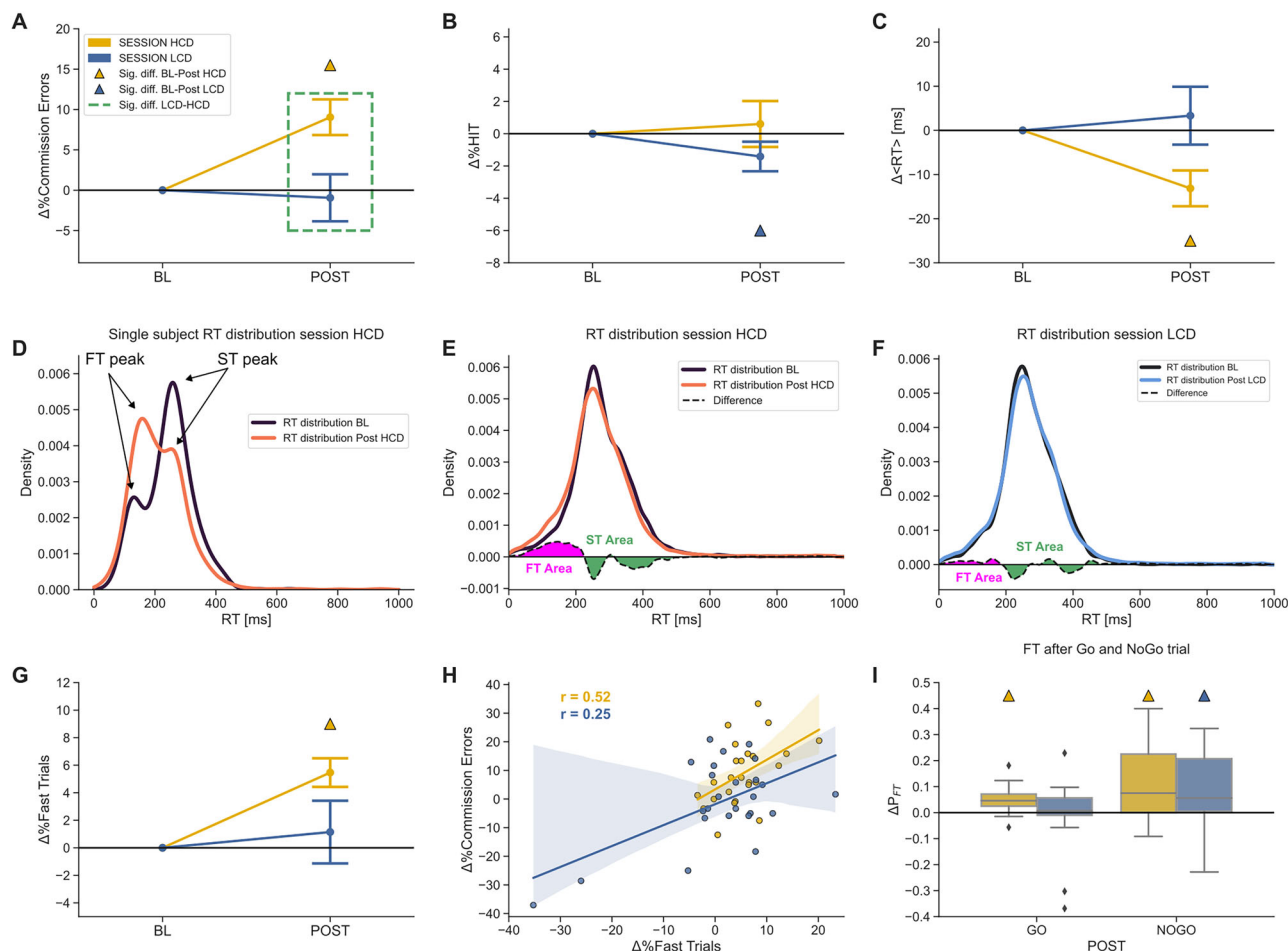 A
20
15
10
5
0
−5
Δ%Commission Errors
SESSION HCD
SESSION LCD
Sig. diff. BL-Post HCD
Sig. diff. BL-Post LCD
Sig. diff. LCD-HCD
BL
POST
B
6
4
2
0
−2
−4
−6
−8
Δ%HIT
BL
POST
C
20
10
0
−10
−20
−30
Δ<RT> [ms]
BL
POST
D
Single subject RT distribution session HCD
FT peak
ST peak
0.006
0.005
0.004
0.003
0.002
0.001
0.000
Density
RT distribution BL
RT distribution Post HCD
0
200
400
600
800
1000
RT [ms]
E
RT distribution session HCD
0.006
0.005
0.004
0.003
0.002
0.001
0.000
−0.001
Density
RT distribution BL
RT distribution Post HCD
Difference
ST Area
FT Area
0
200
400
600
800
1000
RT [ms]
F
RT distribution session LCD
0.006
0.005
0.004
0.003
0.002
0.001
0.000
Density
RT distribution BL
RT distribution Post LCD
Difference
ST Area
FT Area
0
200
400
600
800
1000
RT [ms]
G
12
10
8
6
4
2
0
−2
−4
Δ%Fast Trials
BL
POST
H
40
30
20
10
0
−10
−20
−30
−40
Δ%Commission Errors
r = 0.52
r = 0.25
−40
−30
−20
−10
0
10
20
Δ%Fast Trials
I
FT after Go and NoGo trial
0.5
0.4
0.3
0.2
0.1
0.0
−0.1
−0.2
−0.3
−0.4
ΔP_FT
GO
NOGO
POST